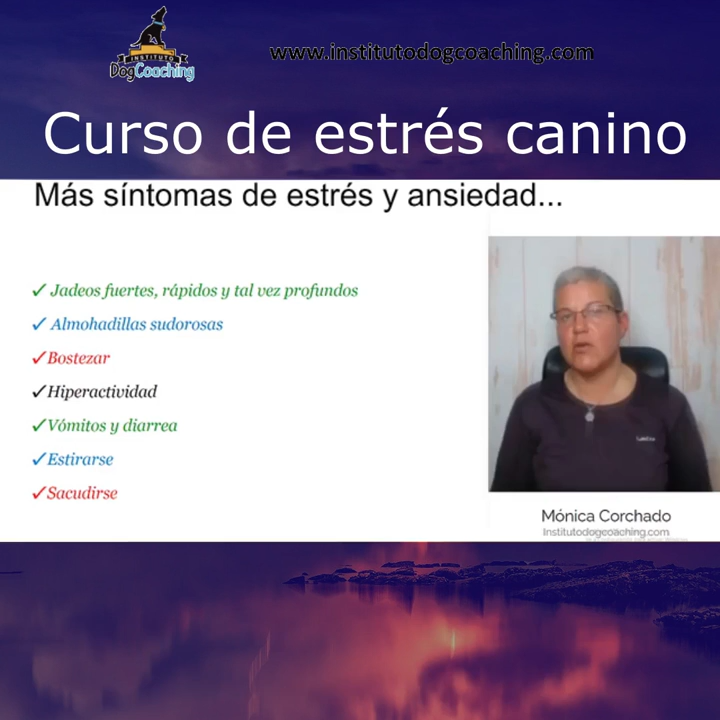 INSTITUTO
DogCoaching
www.institutodogcoaching.com
Curso de estrés canino
Más síntomas de estrés y ansiedad...
✓ Jadeos fuertes, rápidos y tal vez profundos
✓ Almohadillas sudorosas
✓ Bostezar
✓ Hiperactividad
✓ Vómitos y diarrea
✓ Estirarse
✓ Sacudirse
Mónica Corchado
Institutodogcoaching.com